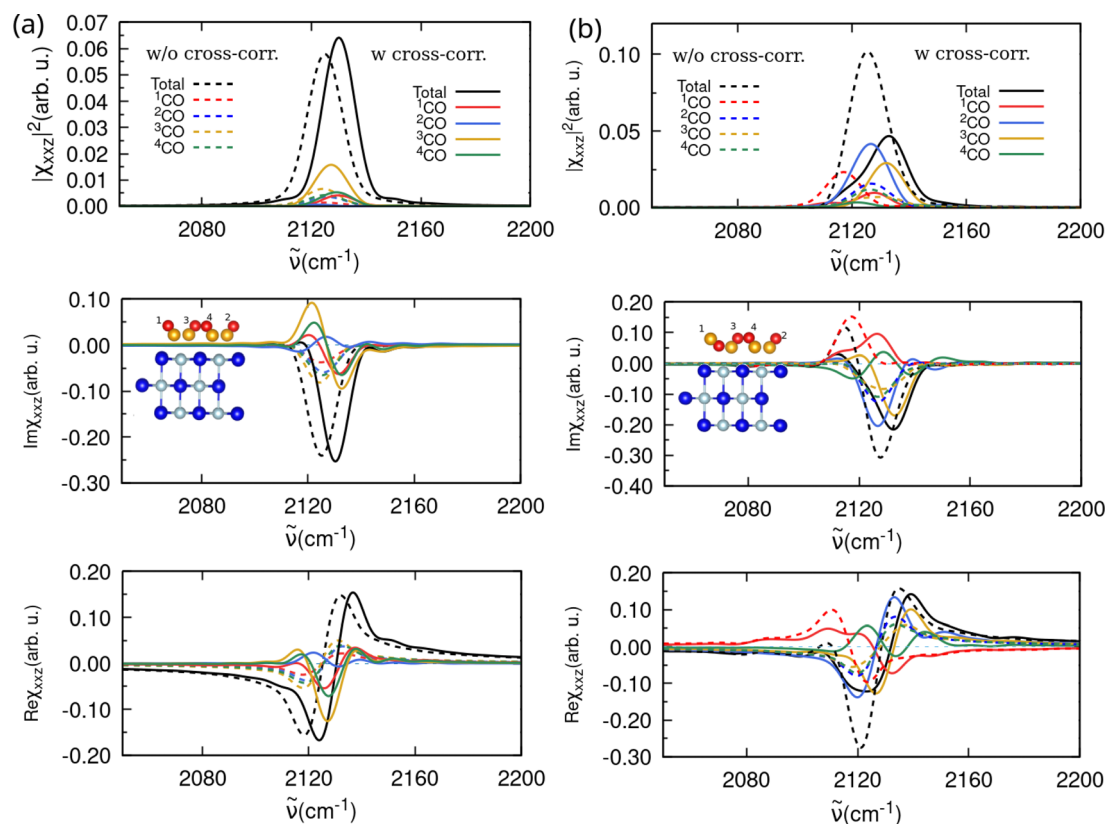 (a)
0.07
0.06
0.05
0.04
0.03
0.02
0.01
0.00
|χxxz|²(arb. u.)
w/o cross-corr.
w cross-corr.
Total
¹CO
²CO
³CO
⁴CO
Total
¹CO
²CO
³CO
⁴CO
2080 2120 2160 2200
ν̃(cm⁻¹)
(b)
0.10
0.05
0.00
|χxxz|²(arb. u.)
w/o cross-corr.
w cross-corr.
Total
¹CO
²CO
³CO
⁴CO
Total
¹CO
²CO
³CO
⁴CO
2080 2120 2160 2200
ν̃(cm⁻¹)
0.10
0.00
-0.10
-0.20
-0.30
Imχxxz(arb. u.)
1 3 4 2
2080 2120 2160 2200
ν̃(cm⁻¹)
0.20
0.10
0.00
-0.10
-0.20
-0.30
-0.40
Imχxxz(arb. u.)
1 3 4 2
2080 2120 2160 2200
ν̃(cm⁻¹)
0.20
0.10
0.00
-0.10
-0.20
Reχxxz(arb. u.)
2080 2120 2160 2200
ν̃(cm⁻¹)
0.20
0.10
0.00
-0.10
-0.20
-0.30
Reχxxz(arb. u.)
2080 2120 2160 2200
ν̃(cm⁻¹)